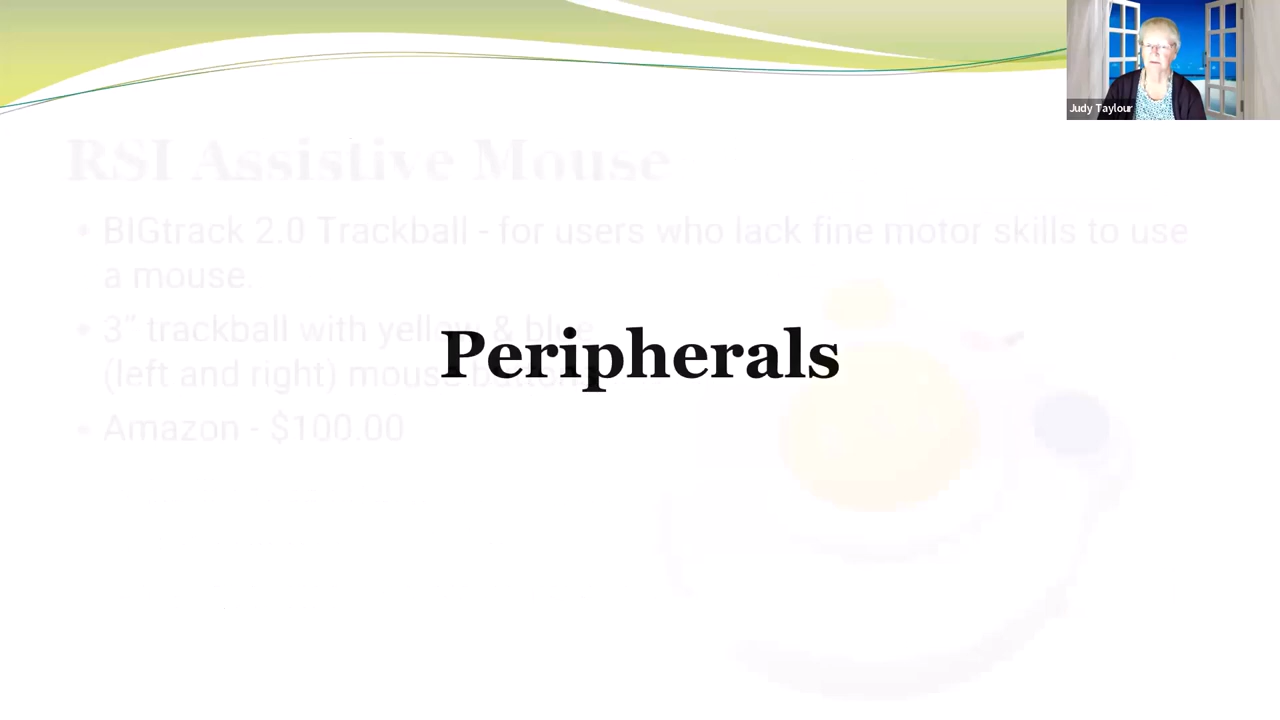 Judy Taylour
RSI Assistive Mouse
• BIGtrack 2.0 Trackball - for users who lack fine motor skills to use
a mouse.
• 3” trackball with yellow & blue
(left and right) mouse buttons
• Amazon - $100.00
Peripherals